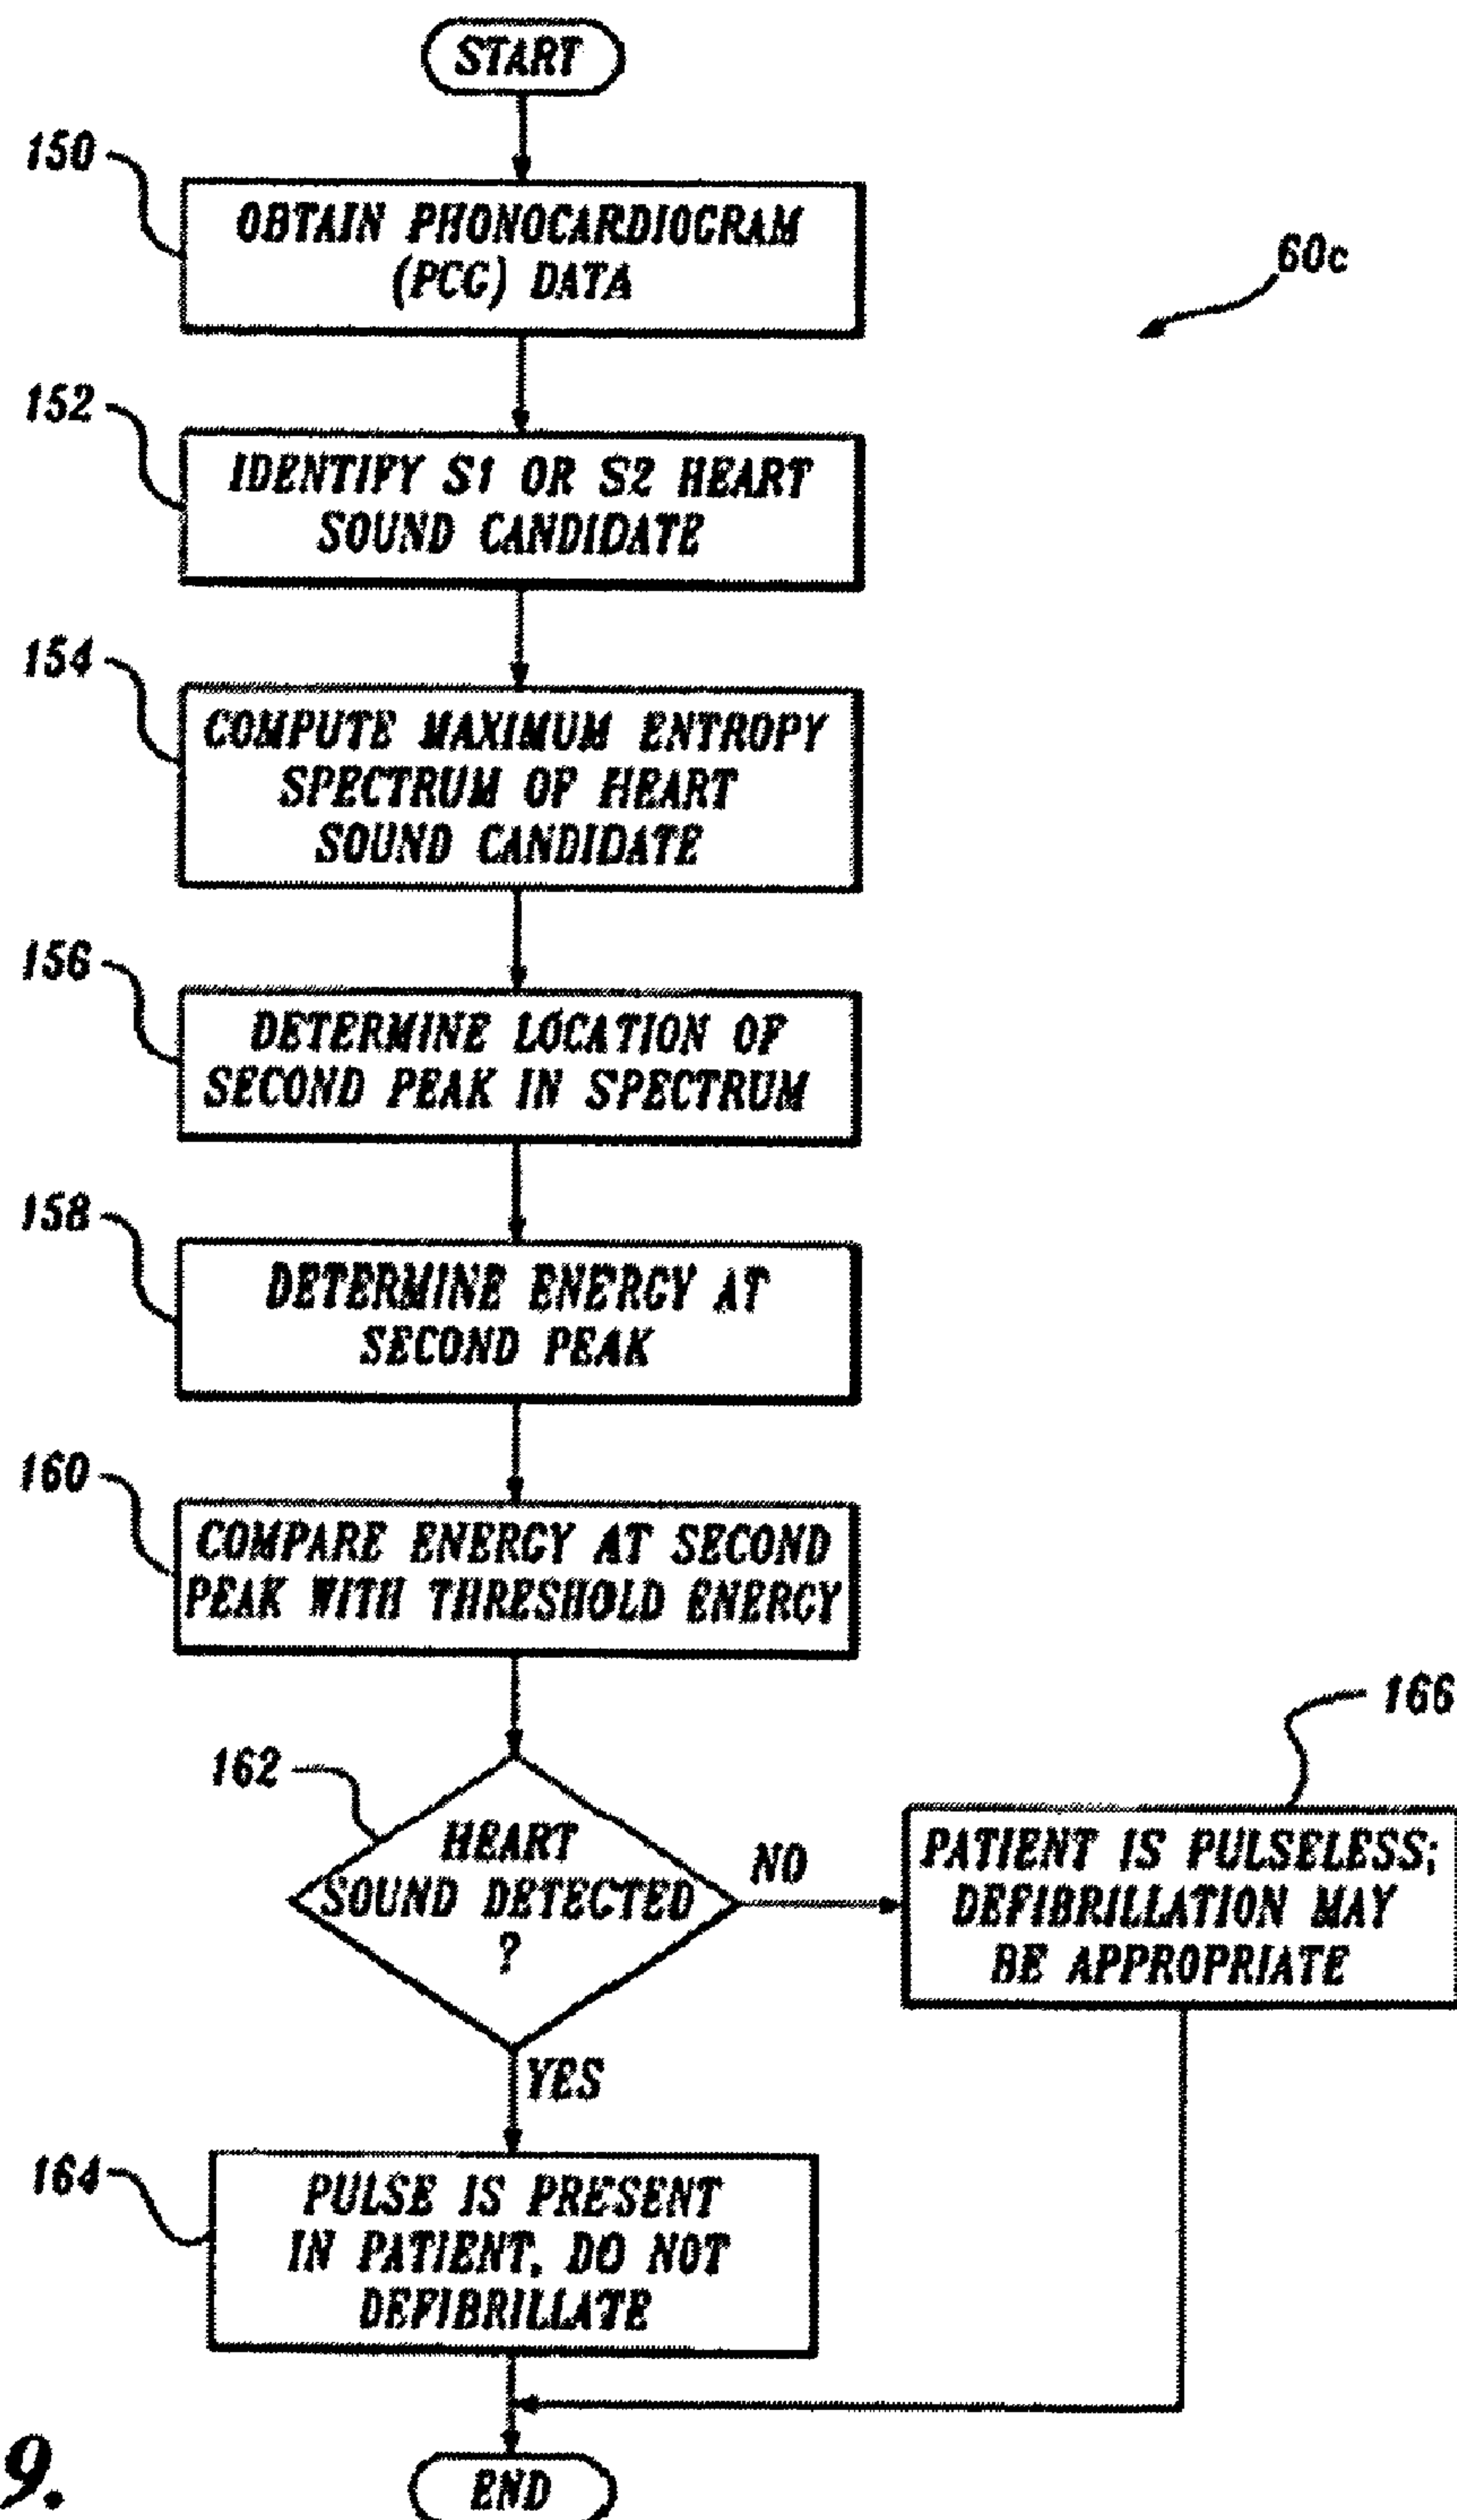 START
150
OBTAIN PHONOCARDIOGRAM
(PCG) DATA
60c
152
IDENTIFY S1 OR S2 HEART
SOUND CANDIDATE
154
COMPUTE MAXIMUM ENTROPY
SPECTRUM OF HEART
SOUND CANDIDATE
156
DETERMINE LOCATION OF
SECOND PEAK IN SPECTRUM
158
DETERMINE ENERGY AT
SECOND PEAK
160
COMPARE ENERGY AT SECOND
PEAK WITH THRESHOLD ENERGY
162
HEART
SOUND DETECTED
?
NO
166
PATIENT IS PULSELESS;
DEFIBRILLATION MAY
BE APPROPRIATE
YES
164
PULSE IS PRESENT
IN PATIENT. DO NOT
DEFIBRILLATE
9.
END